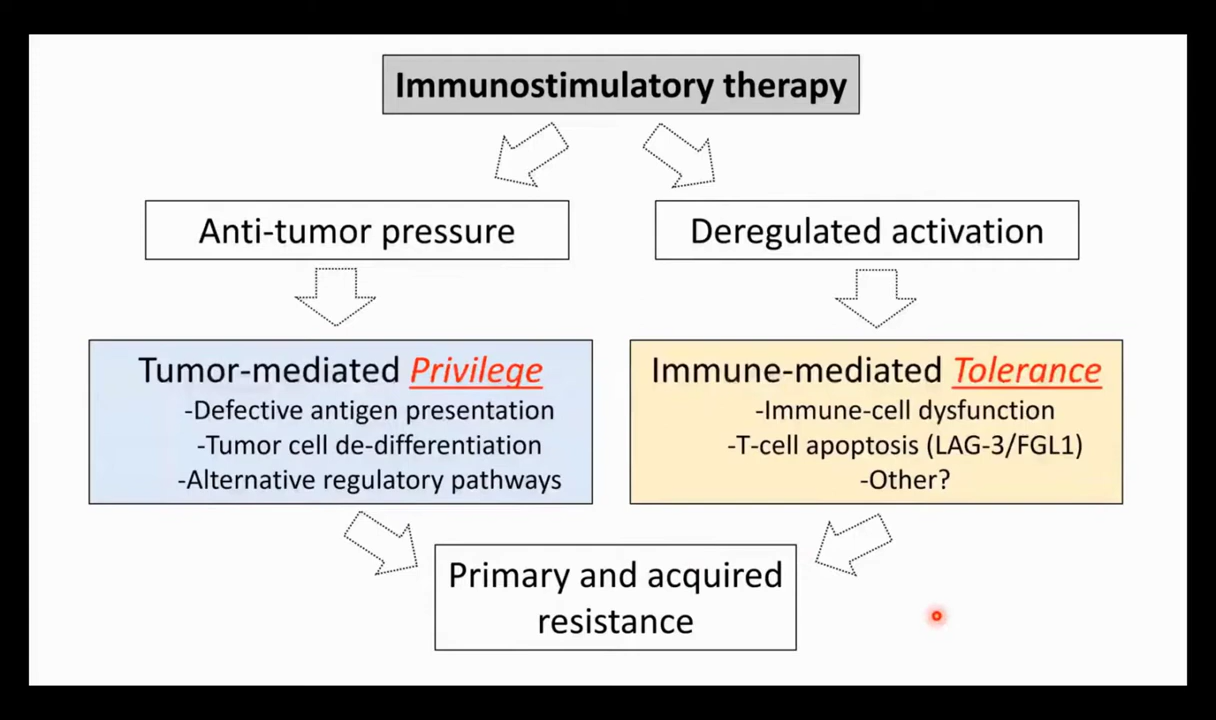 Immunostimulatory therapy
Anti-tumor pressure
Deregulated activation
Tumor-mediated Privilege
-Defective antigen presentation
-Tumor cell de-differentiation
-Alternative regulatory pathways
Immune-mediated Tolerance
-Immune-cell dysfunction
-T-cell apoptosis (LAG-3/FGL1)
-Other?
Primary and acquired
resistance